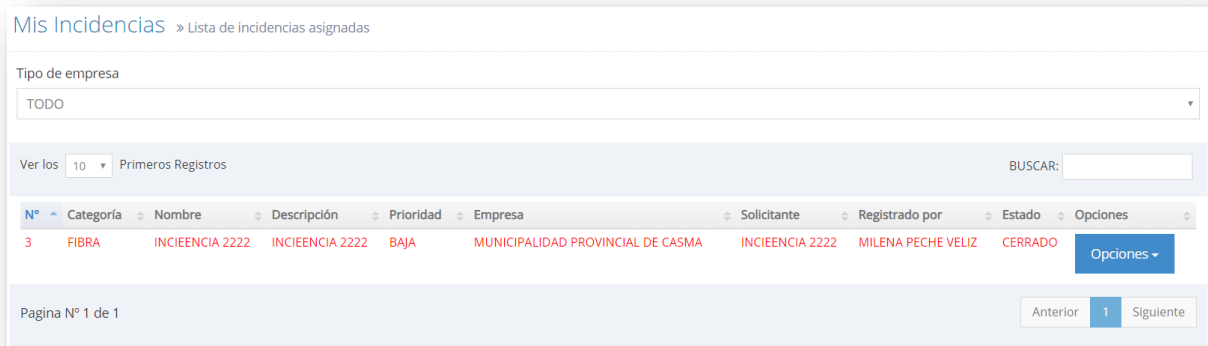 Mis Incidencias » Lista de incidencias asignadas
Tipo de empresa
TODO
Ver los 10 Primeros Registros BUSCAR:
N° Categoría Nombre Descripción Prioridad Empresa Solicitante Registrado por Estado Opciones
3 FIBRA INCIEENCIA 2222 INCIEENCIA 2222 BAJA MUNICIPALIDAD PROVINCIAL DE CASMA INCIEENCIA 2222 MILENA PECHE VELIZ CERRADO Opciones
Pagina Nº 1 de 1 Anterior 1 Siguiente